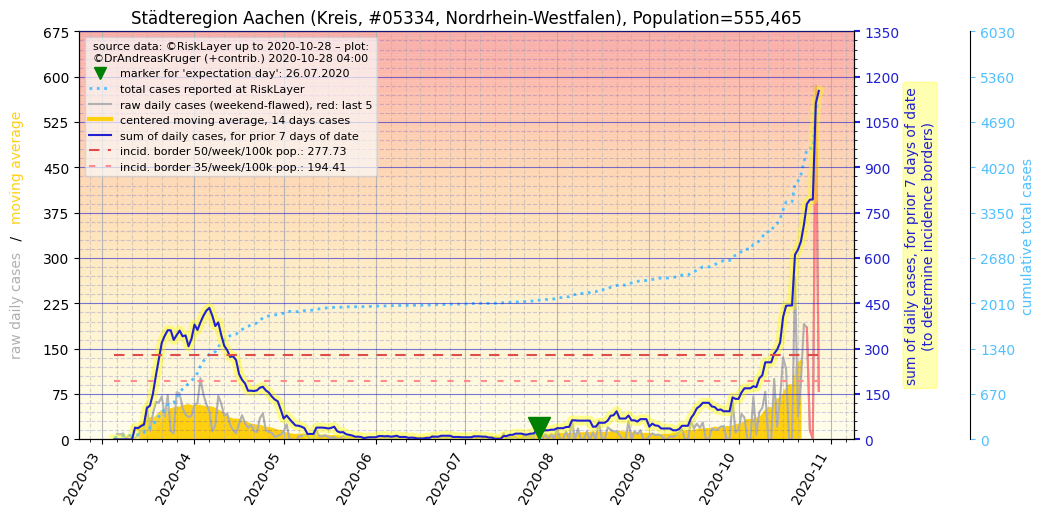 Städteregion Aachen (Kreis, #05334, Nordrhein-Westfalen), Population=555,465
source data: ©RiskLayer up to 2020-10-28 – plot:
©DrAndreasKruger (+contrib.) 2020-10-28 04:00
marker for 'expectation day': 26.07.2020
total cases reported at RiskLayer
raw daily cases (weekend-flawed), red: last 5
centered moving average, 14 days cases
sum of daily cases, for prior 7 days of date
incid. border 50/week/100k pop.: 277.73
incid. border 35/week/100k pop.: 194.41
raw daily cases / moving average
675
600
525
450
375
300
225
150
75
0
2020-03
2020-04
2020-05
2020-06
2020-07
2020-08
2020-09
2020-10
2020-11
1350
1200
1050
900
750
600
450
300
150
0
sum of daily cases, for prior 7 days of date
(to determine incidence borders)
6030
5360
4690
4020
3350
2680
2010
1340
670
0
cumulative total cases